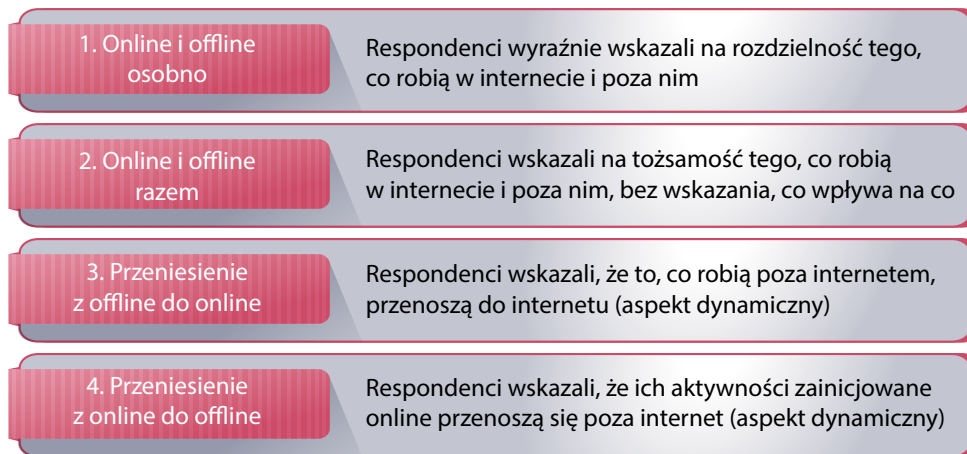 1. Online i offline
osobno
Respondenci wyraźnie wskazali na rozdzielność tego,
co robią w internecie i poza nim
2. Online i offline
razem
Respondenci wskazali na tożsamość tego, co robią
w internecie i poza nim, bez wskazania, co wpływa na co
3. Przeniesienie
z offline do online
Respondenci wskazali, że to, co robią poza internetem,
przenoszą do internetu (aspekt dynamiczny)
4. Przeniesienie
z online do offline
Respondenci wskazali, że ich aktywności zainicjowane
online przenoszą się poza internet (aspekt dynamiczny)